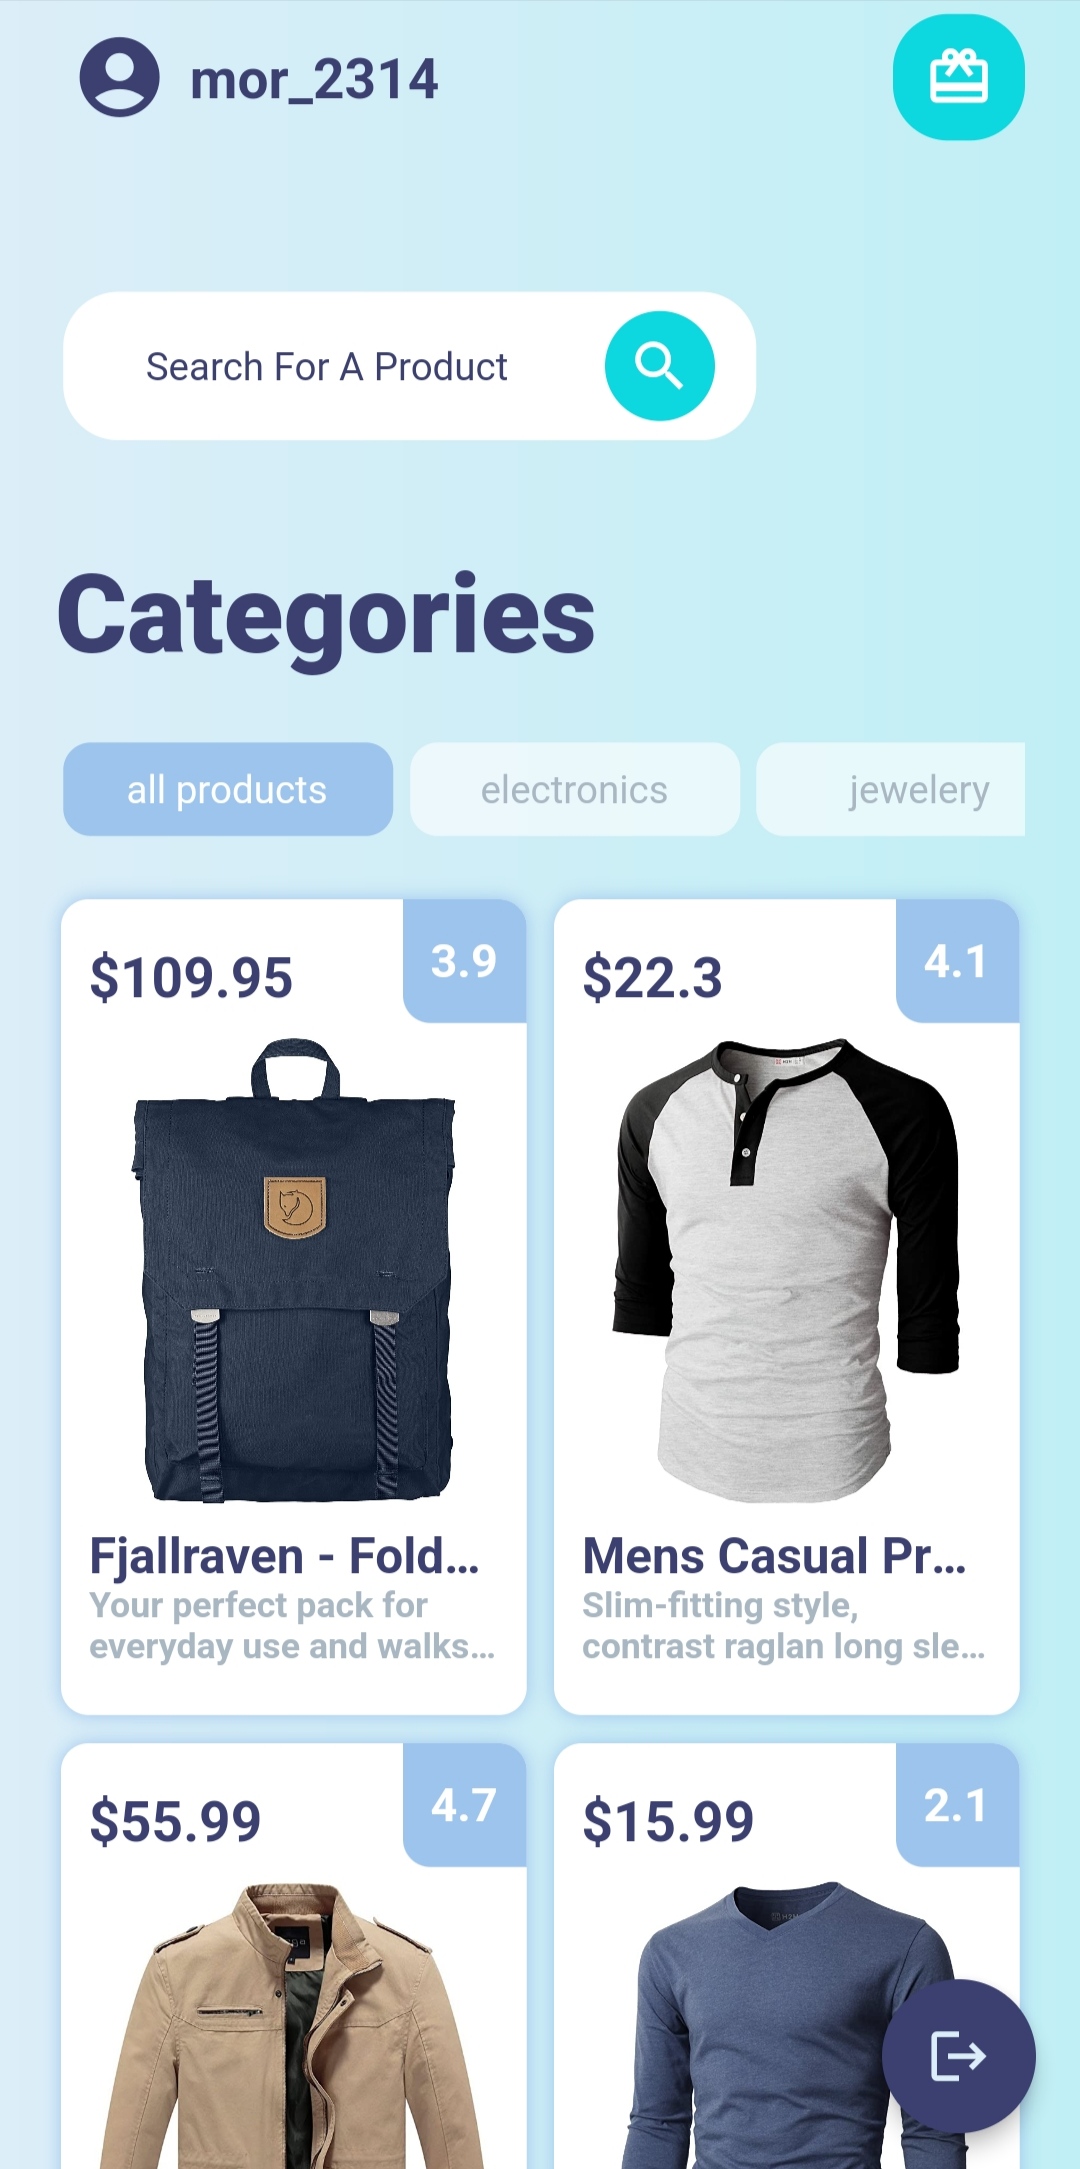 mor_2314
Search For A Product
Categories
all products
electronics
jewelery
$109.95
3.9
Fjallraven - Fold...
Your perfect pack for
everyday use and walks...
$22.3
4.1
Mens Casual Pr...
Slim-fitting style,
contrast raglan long sle...
$55.99
4.7
$15.99
2.1